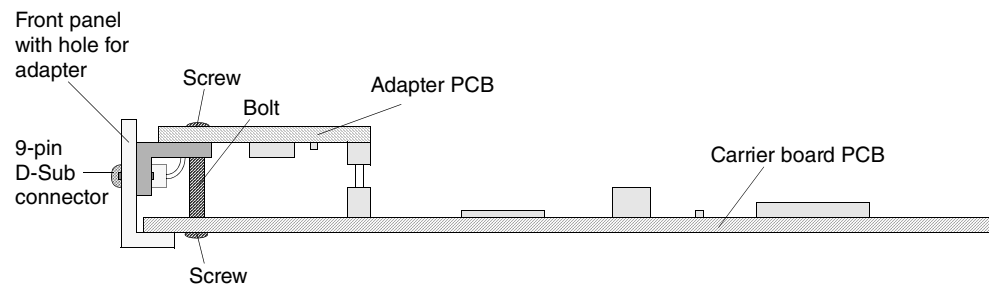 Front panel
with hole for
adapter
Screw
Adapter PCB
Bolt
9-pin
D-Sub
connector
Carrier board PCB
Screw